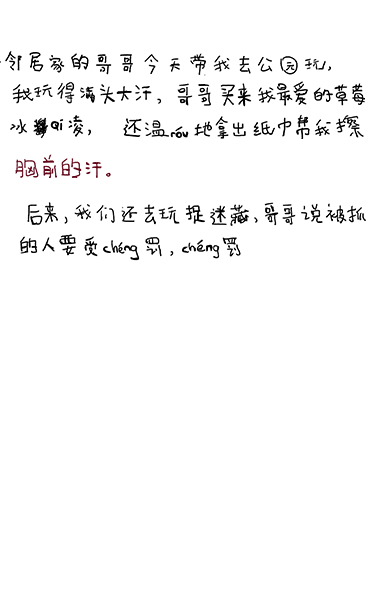 邻居家的哥哥今天带我去公园玩,
我玩得满头大汗,哥哥买来我最爱的草莓
冰qi凌, 还温róu地拿出纸巾帮我擦
胸前的汗。
后来,我们还去玩捉迷藏,哥哥说被抓
的人要受chéng罚,chéng罚